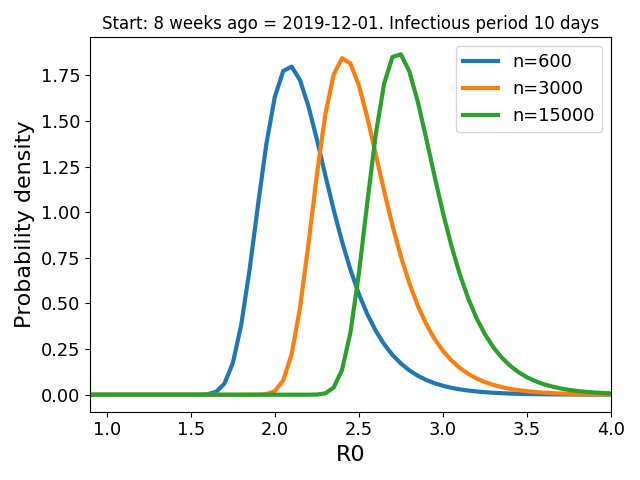 Start: 8 weeks ago = 2019-12-01. Infectious period 10 days
n=600
n=3000
n=15000
Probability density
1.75
1.50
1.25
1.00
0.75
0.50
0.25
0.00
1.0 1.5 2.0 2.5 3.0 3.5 4.0
R0